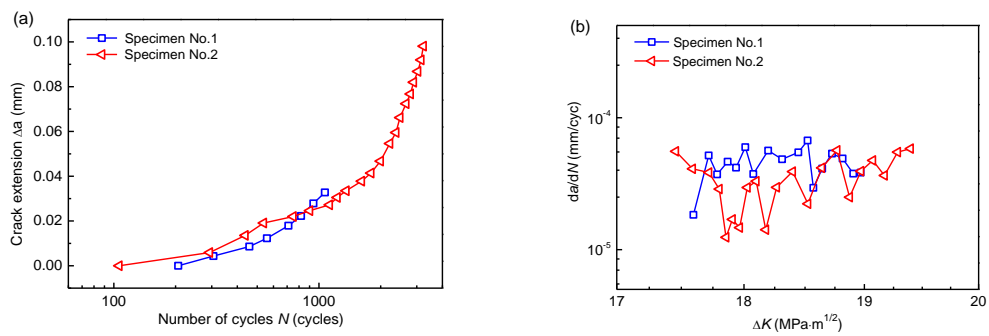 (a)
Specimen No.1
Specimen No.2
0.10
0.08
0.06
0.04
0.02
0.00
Crack extension Δa (mm)
100
1000
Number of cycles N (cycles)
(b)
Specimen No.1
Specimen No.2
10⁻⁴
10⁻⁵
da/dN (mm/cyc)
17
18
19
20
ΔK (MPa·m¹/²)